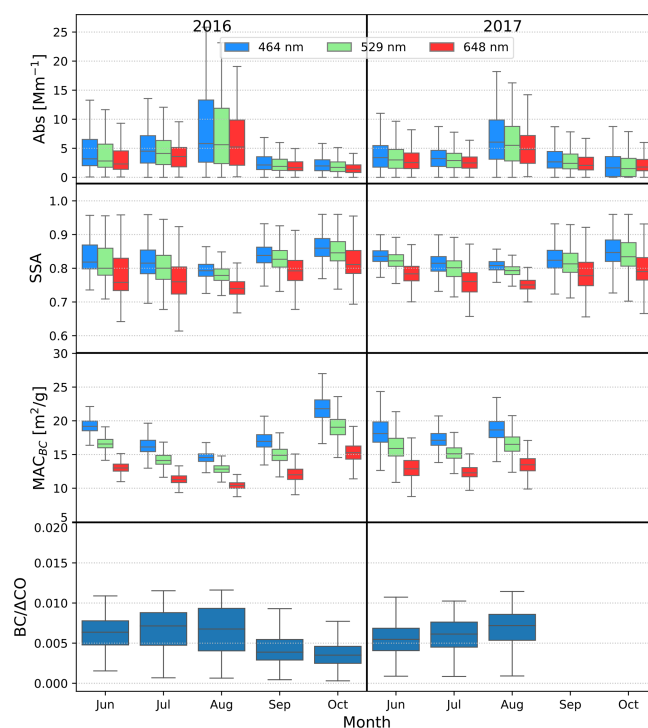 2016
2017
464 nm
529 nm
648 nm
Abs [Mm⁻¹]
25
20
15
10
5
0
SSA
1.0
0.9
0.8
0.7
0.6
MAC_BC [m²/g]
30
25
20
15
10
5
BC/ΔCO
0.020
0.015
0.010
0.005
0.000
Jun Jul Aug Sep Oct
Jun Jul Aug Sep Oct
Month